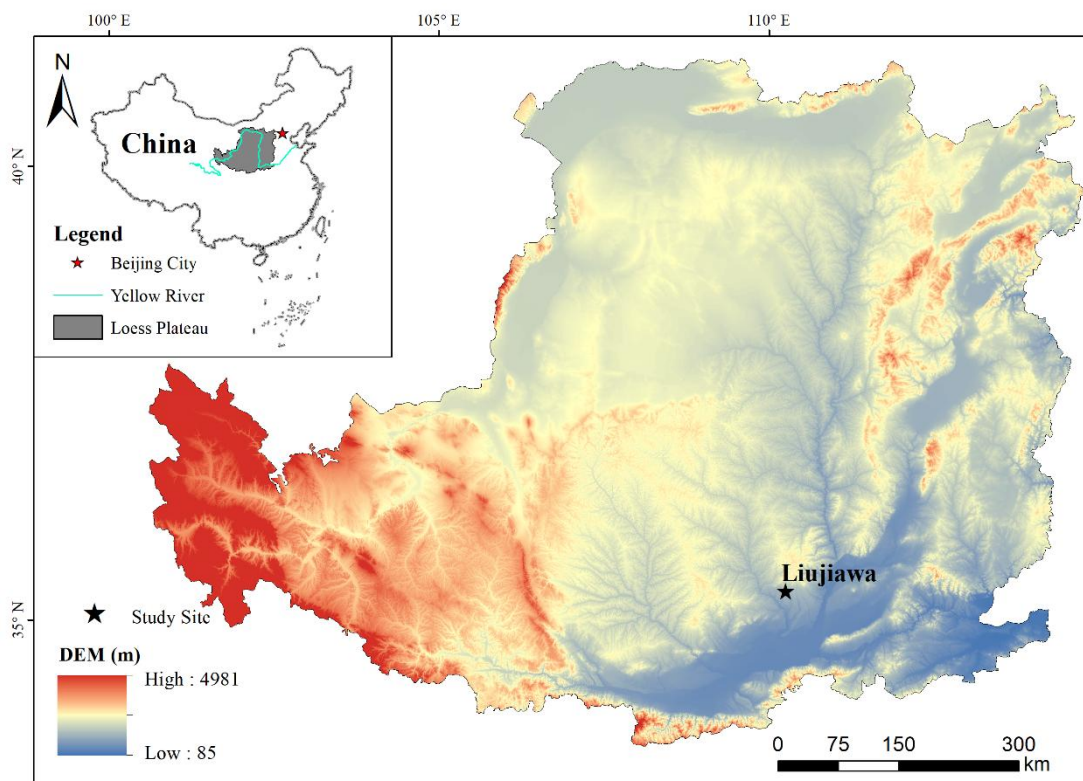 100° E 105° E 110° E
N
China
40° N
Legend
Beijing City
Yellow River
Loess Plateau
Liujiawa
35° N
Study Site
DEM (m)
High : 4981
Low : 85
0 75 150 300
km